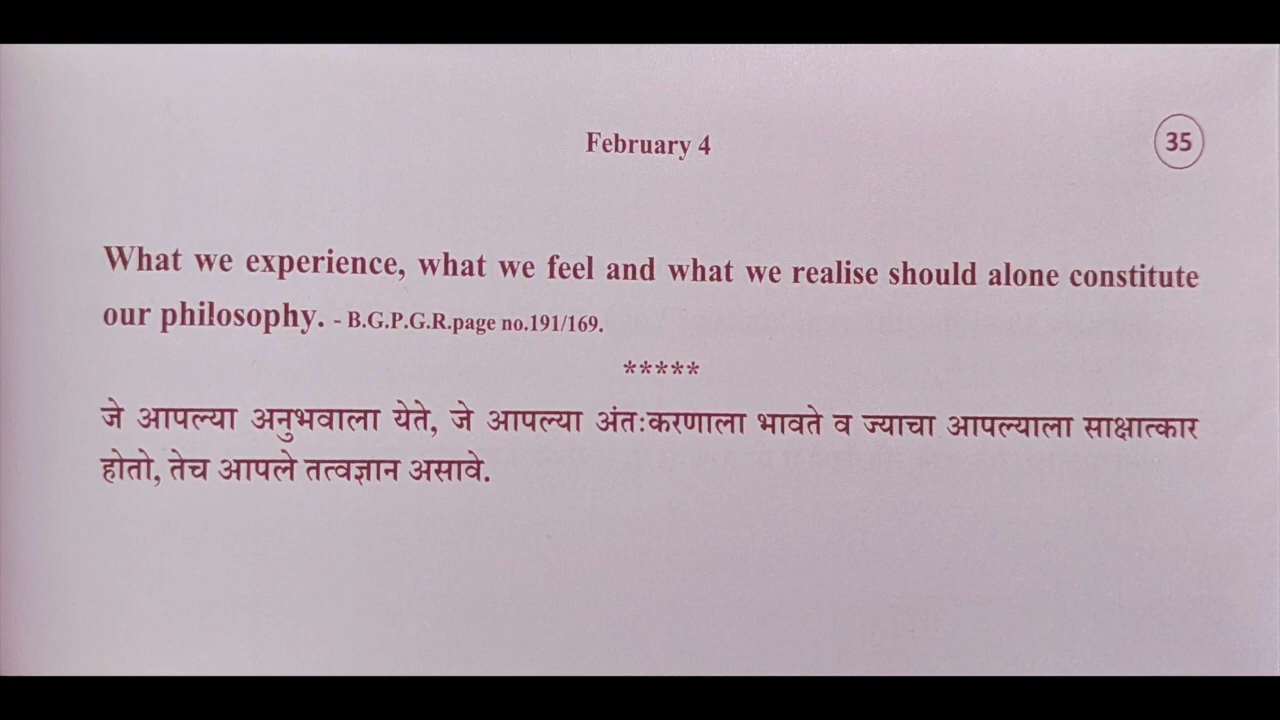 February 4
35
What we experience, what we feel and what we realise should alone constitute
our philosophy. - B.G.P.G.R.page no.191/169.
*****
जे आपल्या अनुभवाला येते, जे आपल्या अंतःकरणाला भावते व ज्याचा आपल्याला साक्षात्कार
होतो, तेच आपले तत्वज्ञान असावे.